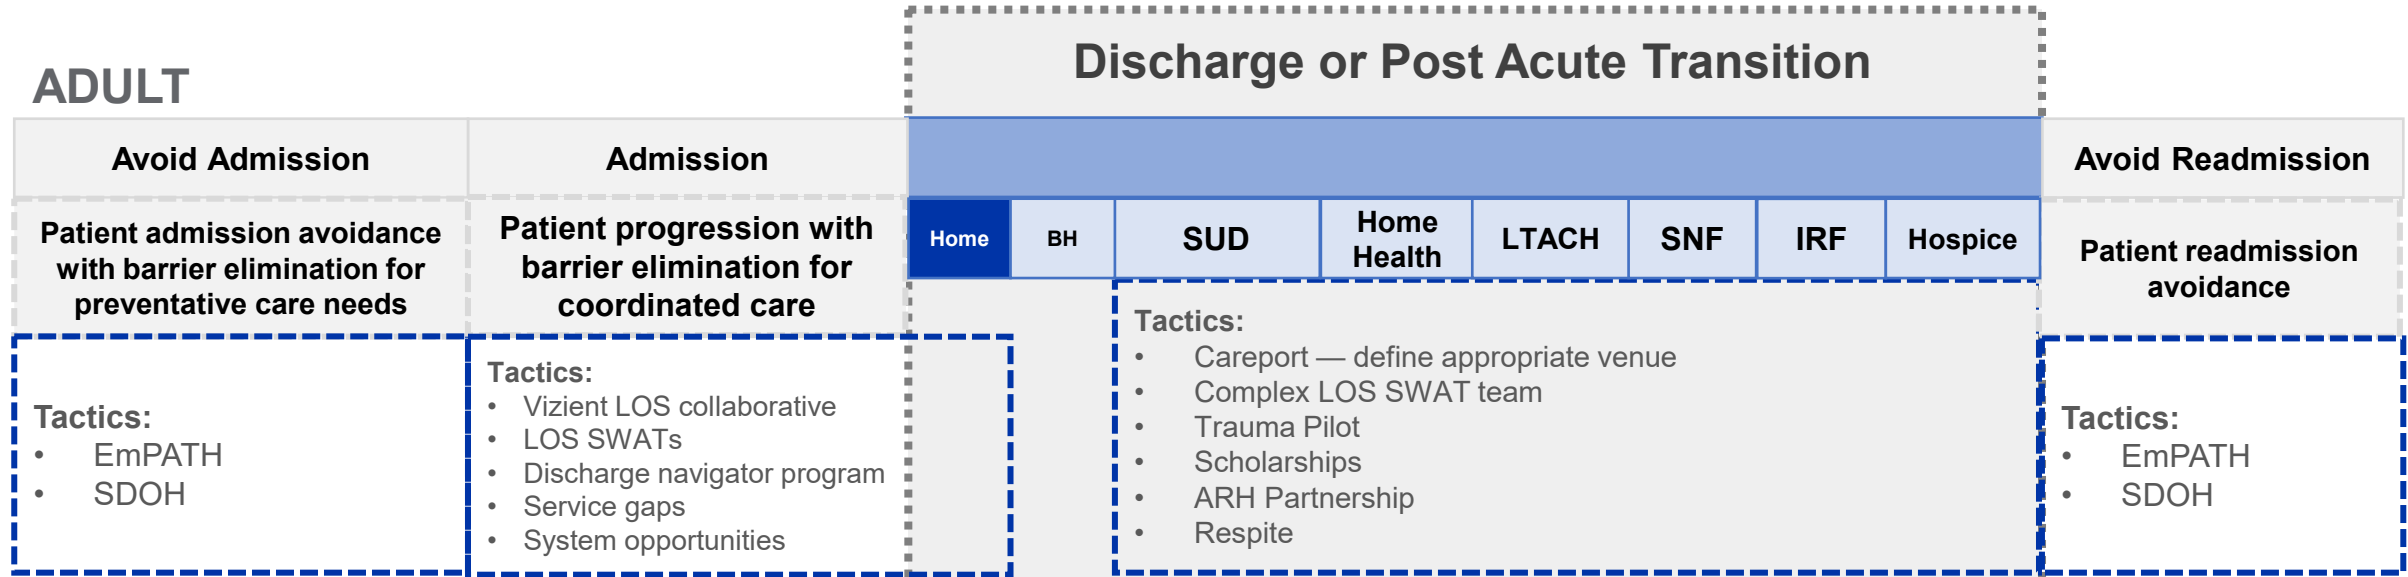 Discharge or Post Acute Transition
ADULT
Avoid Admission
Admission
Avoid Readmission
Patient admission avoidance
with barrier elimination for
preventative care needs
Patient progression with
barrier elimination for
coordinated care
Home
BH
SUD
Home
Health
LTACH
SNF
IRF
Hospice
Patient readmission
avoidance
Tactics:
• EmPATH
• SDOH
Tactics:
• Vizient LOS collaborative
• LOS SWATs
• Discharge navigator program
• Service gaps
• System opportunities
Tactics:
• Careport — define appropriate venue
• Complex LOS SWAT team
• Trauma Pilot
• Scholarships
• ARH Partnership
• Respite
Tactics:
• EmPATH
• SDOH